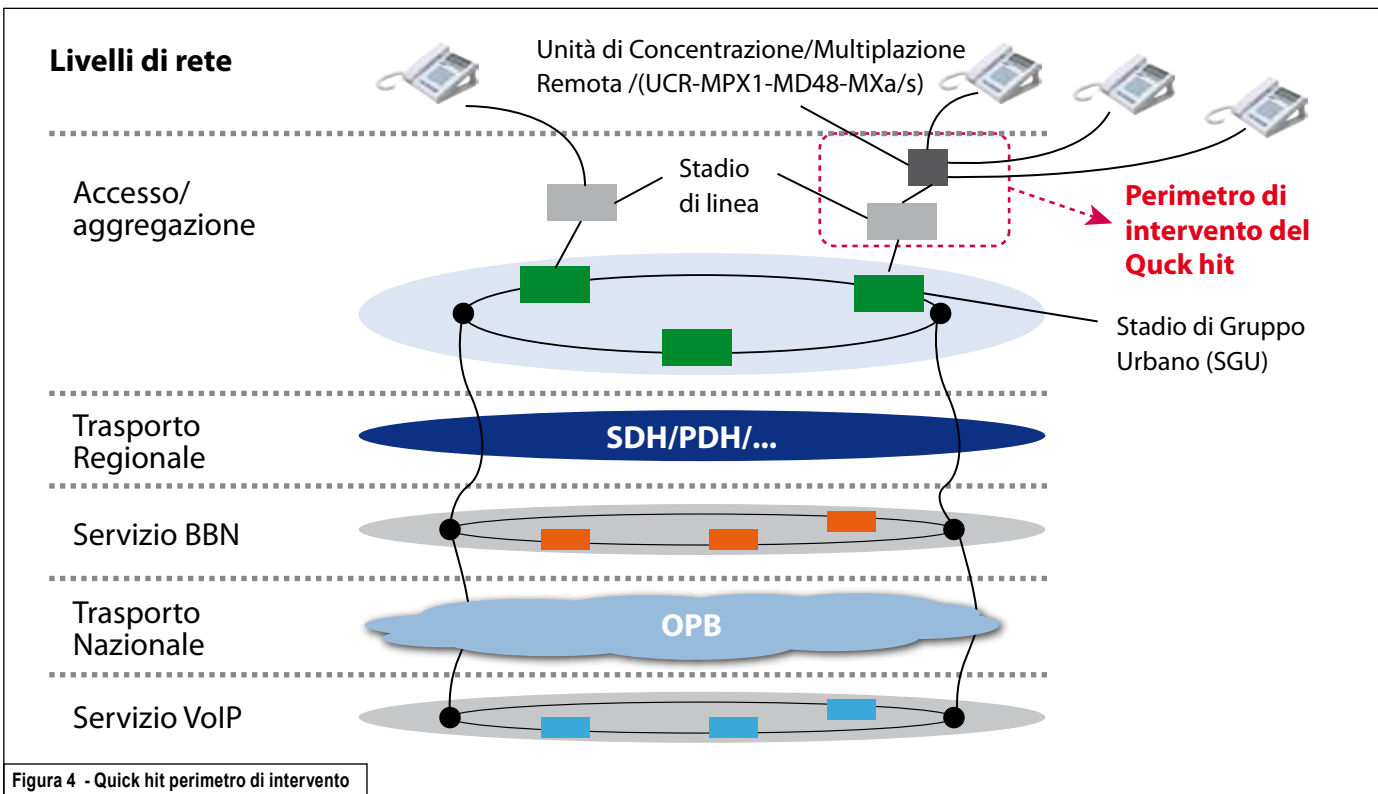 Livelli di rete
Unità di Concentrazione/Multiplazione
Remota /(UCR-MPX1-MD48-MXa/s)
Accesso/
aggregazione
Stadio
di linea
Perimetro di
intervento del
Quck hit
Stadio di Gruppo
Urbano (SGU)
Trasporto
Regionale
SDH/PDH/...
Servizio BBN
Trasporto
Nazionale
OPB
Servizio VoIP
Figura 4 - Quick hit perimetro di intervento